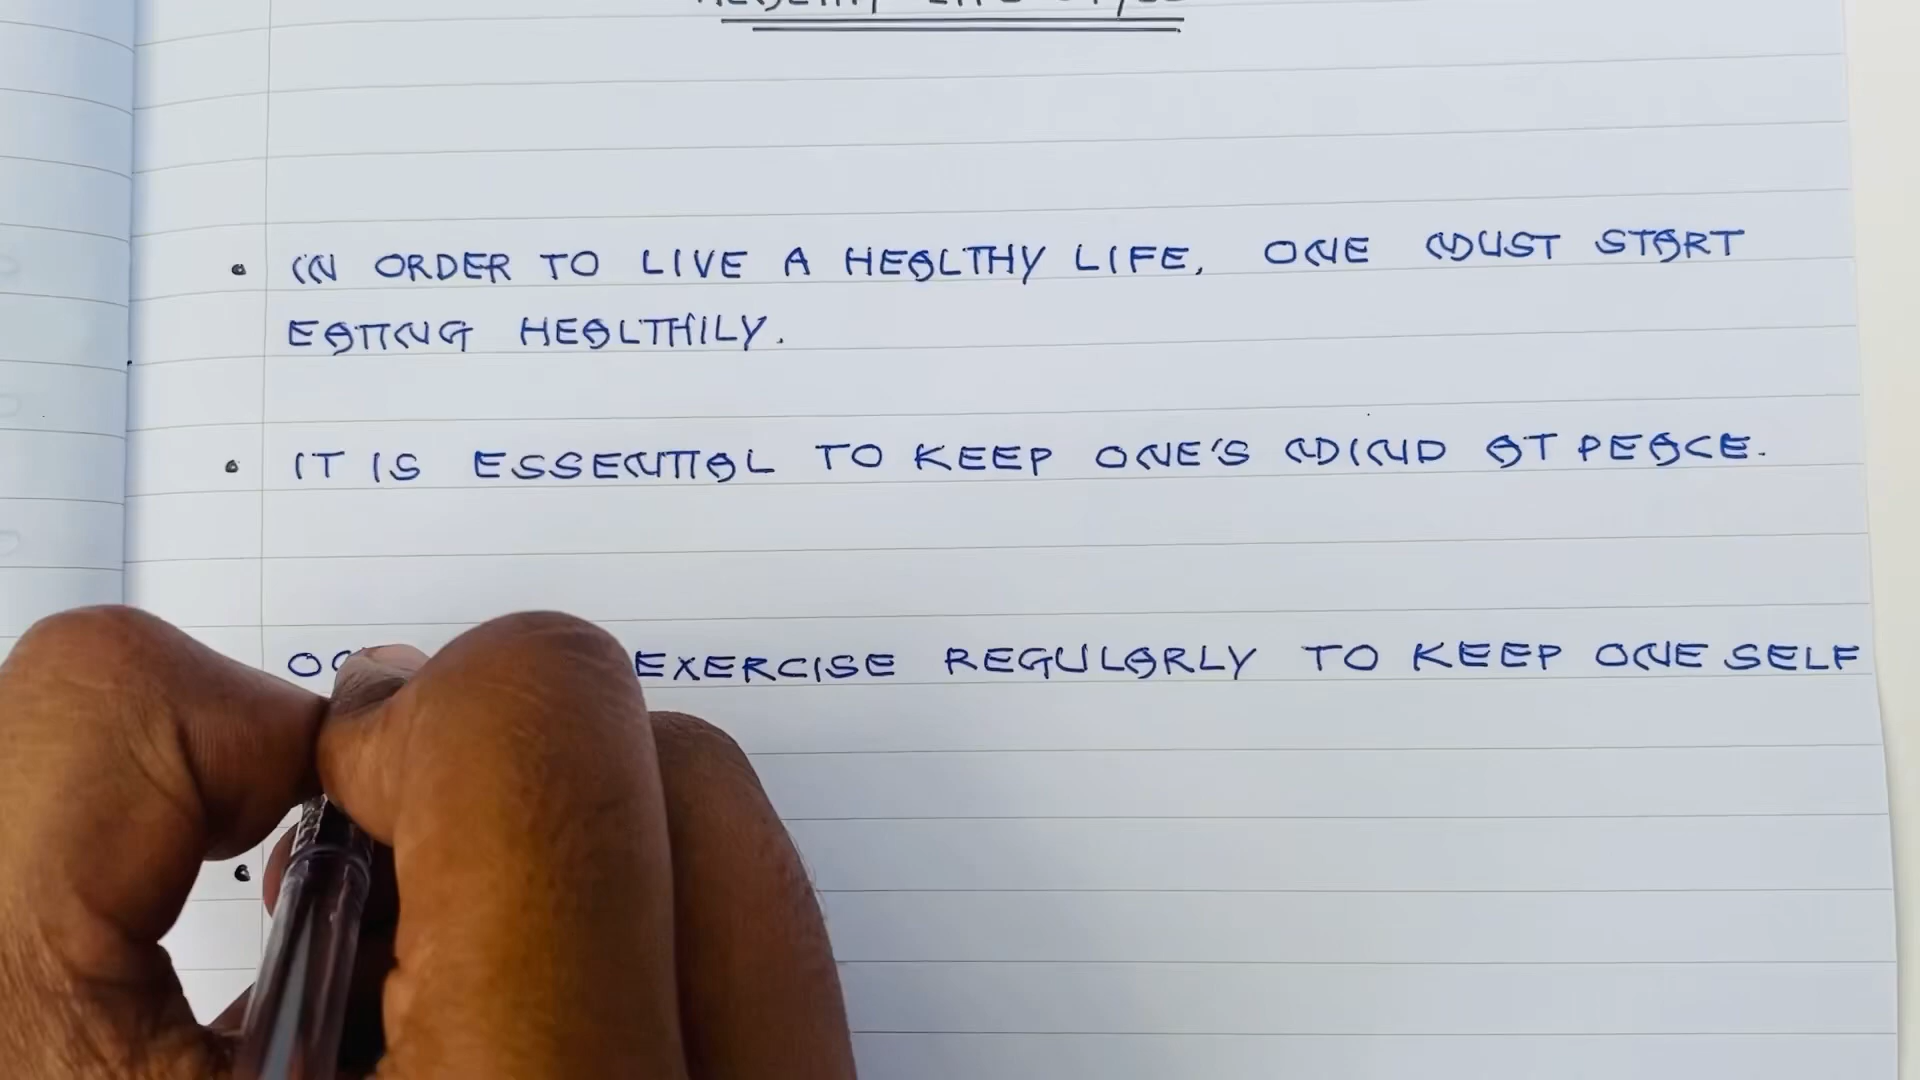 IN ORDER TO LIVE A HEALTHY LIFE, ONE MUST START
EATING HEALTHILY.
IT IS ESSENTIAL TO KEEP ONE'S MIND AT PEACE.
EXERCISE REGULARLY TO KEEP ONE SELF